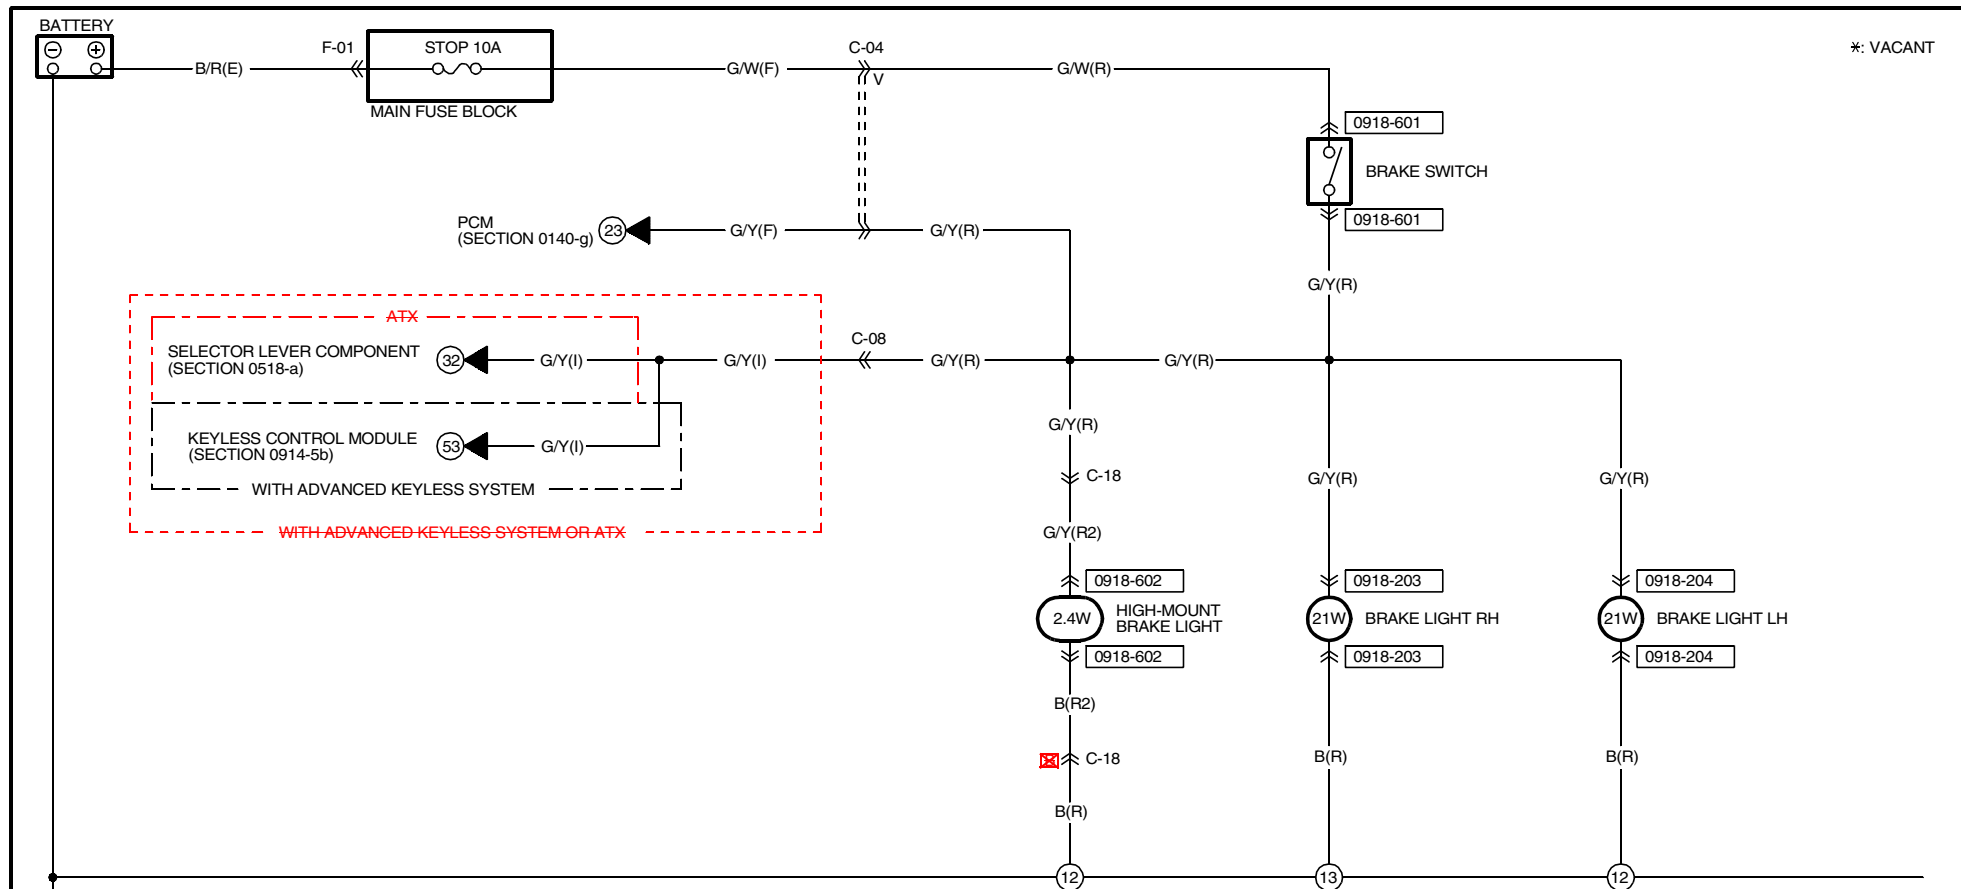 BATTERY
⊖ ⊕
B/R(E)
F-01
STOP 10A
MAIN FUSE BLOCK
G/W(F)
C-04
V
G/W(R)
*: VACANT
0918-601
BRAKE SWITCH
0918-601
PCM
(SECTION 0140-g)
23
G/Y(F)
G/Y(R)
G/Y(R)
ATX
SELECTOR LEVER COMPONENT
(SECTION 0518-a)
32
G/Y(I)
G/Y(I)
C-08
G/Y(R)
G/Y(R)
KEYLESS CONTROL MODULE
(SECTION 0914-5b)
53
G/Y(I)
WITH ADVANCED KEYLESS SYSTEM
WITH ADVANCED KEYLESS SYSTEM OR ATX
G/Y(R)
C-18
G/Y(R2)
G/Y(R)
G/Y(R)
0918-602
2.4W
HIGH-MOUNT
BRAKE LIGHT
0918-602
0918-203
21W
BRAKE LIGHT RH
0918-203
0918-204
21W
BRAKE LIGHT LH
0918-204
B(R2)
C-18
B(R)
B(R)
B(R)
12
13
12